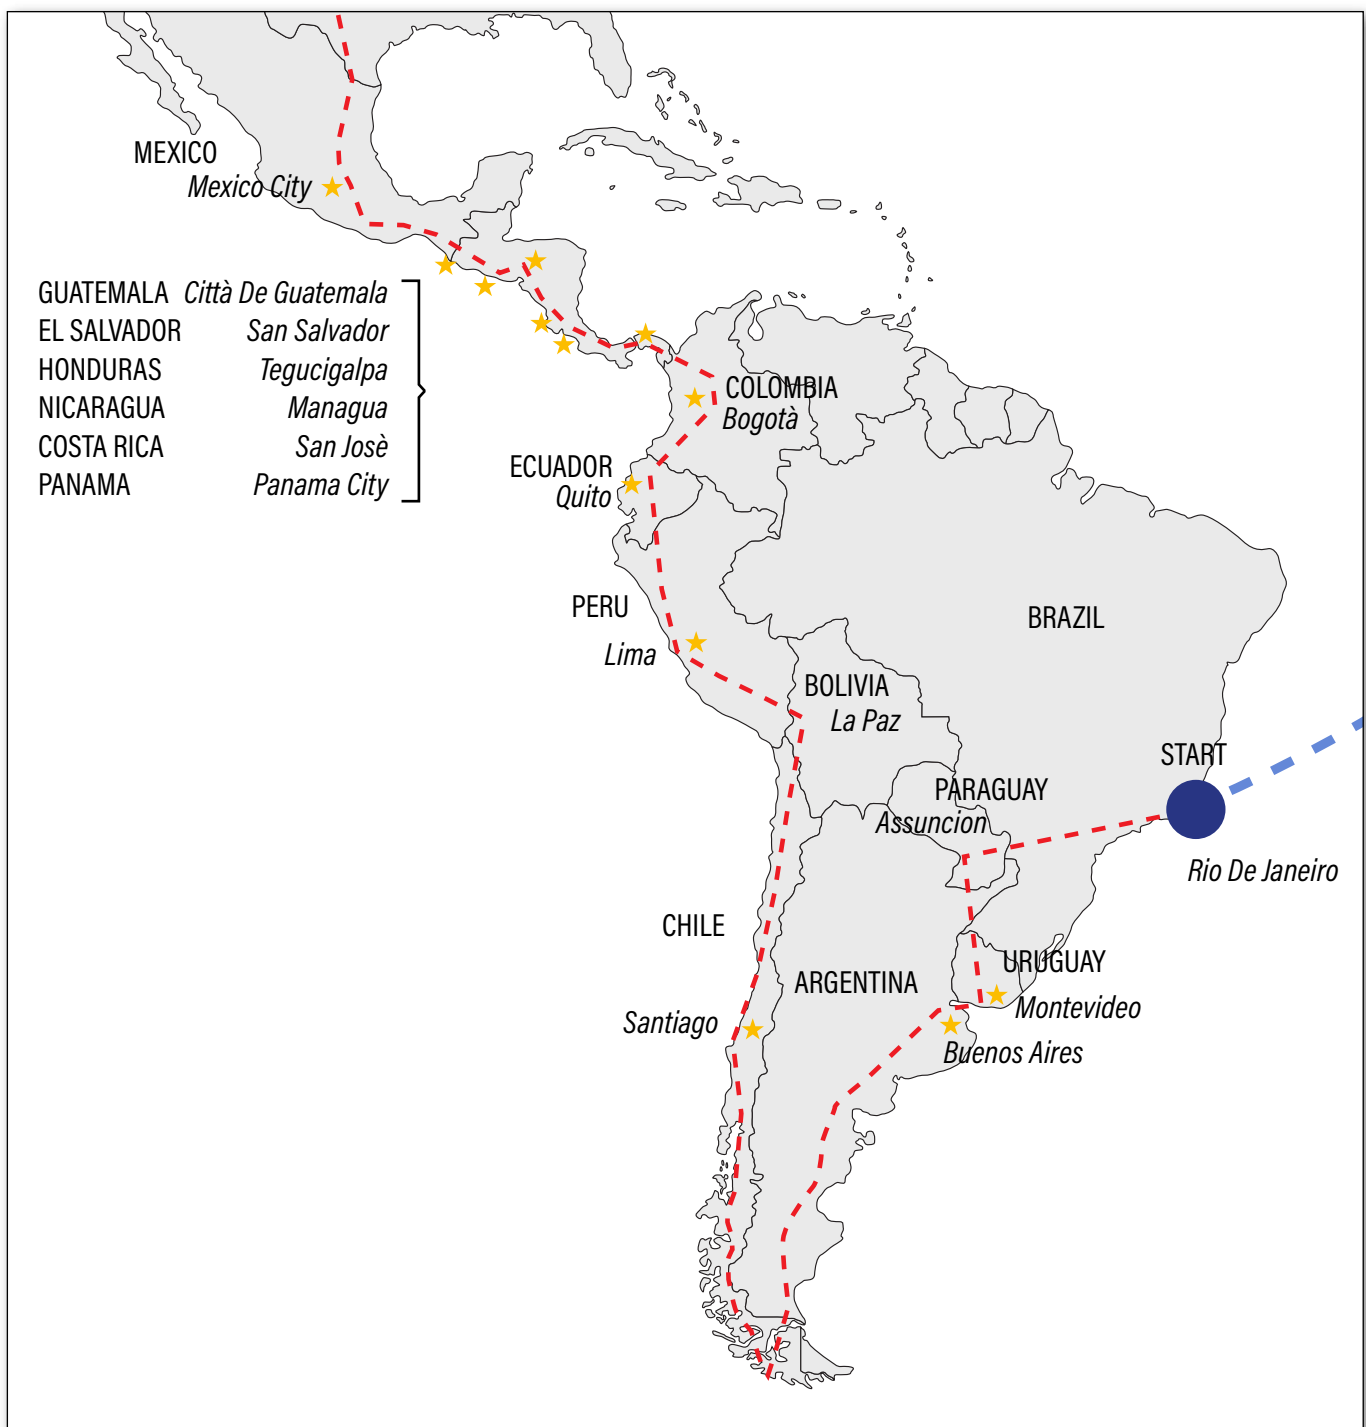 MEXICO
Mexico City
GUATEMALA Città De Guatemala
EL SALVADOR San Salvador
HONDURAS Tegucigalpa
NICARAGUA Managua
COSTA RICA San Josè
PANAMA Panama City
COLOMBIA
Bogotà
ECUADOR
Quito
PERU
Lima
BRAZIL
BOLIVIA
La Paz
START
PARAGUAY
Assuncion
Rio De Janeiro
CHILE
URUGUAY
ARGENTINA
Montevideo
Santiago
Buenos Aires